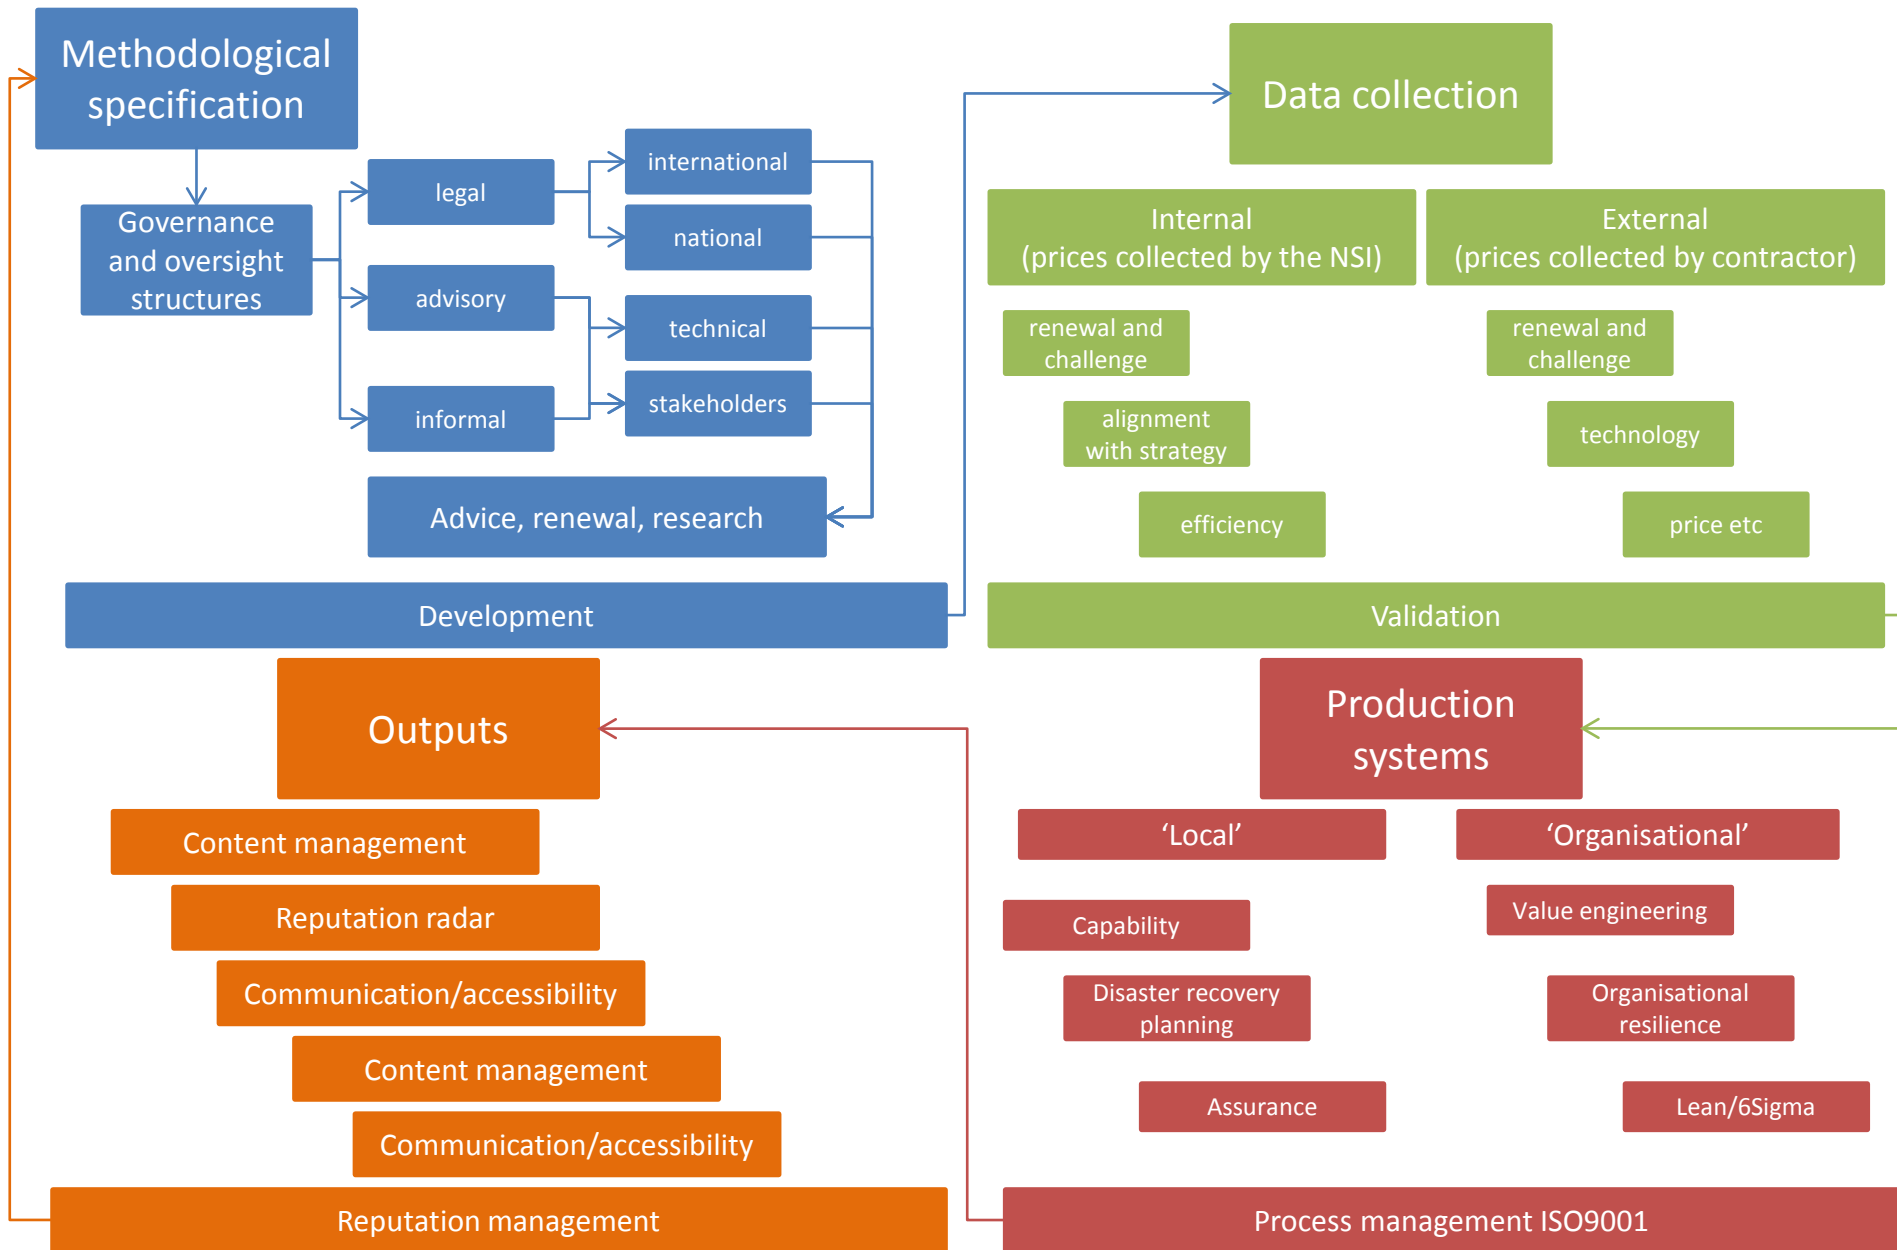 Methodological
specification
Governance
and oversight
structures
legal
advisory
informal
international
national
technical
stakeholders
Advice, renewal, research
Development
Data collection
Internal
(prices collected by the NSI)
renewal and
challenge
alignment
with strategy
efficiency
External
(prices collected by contractor)
renewal and
challenge
technology
price etc
Validation
Outputs
Content management
Reputation radar
Communication/accessibility
Content management
Communication/accessibility
Reputation management
Production
systems
‘Local’
Capability
Disaster recovery
planning
Assurance
‘Organisational’
Value engineering
Organisational
resilience
Lean/6Sigma
Process management ISO9001